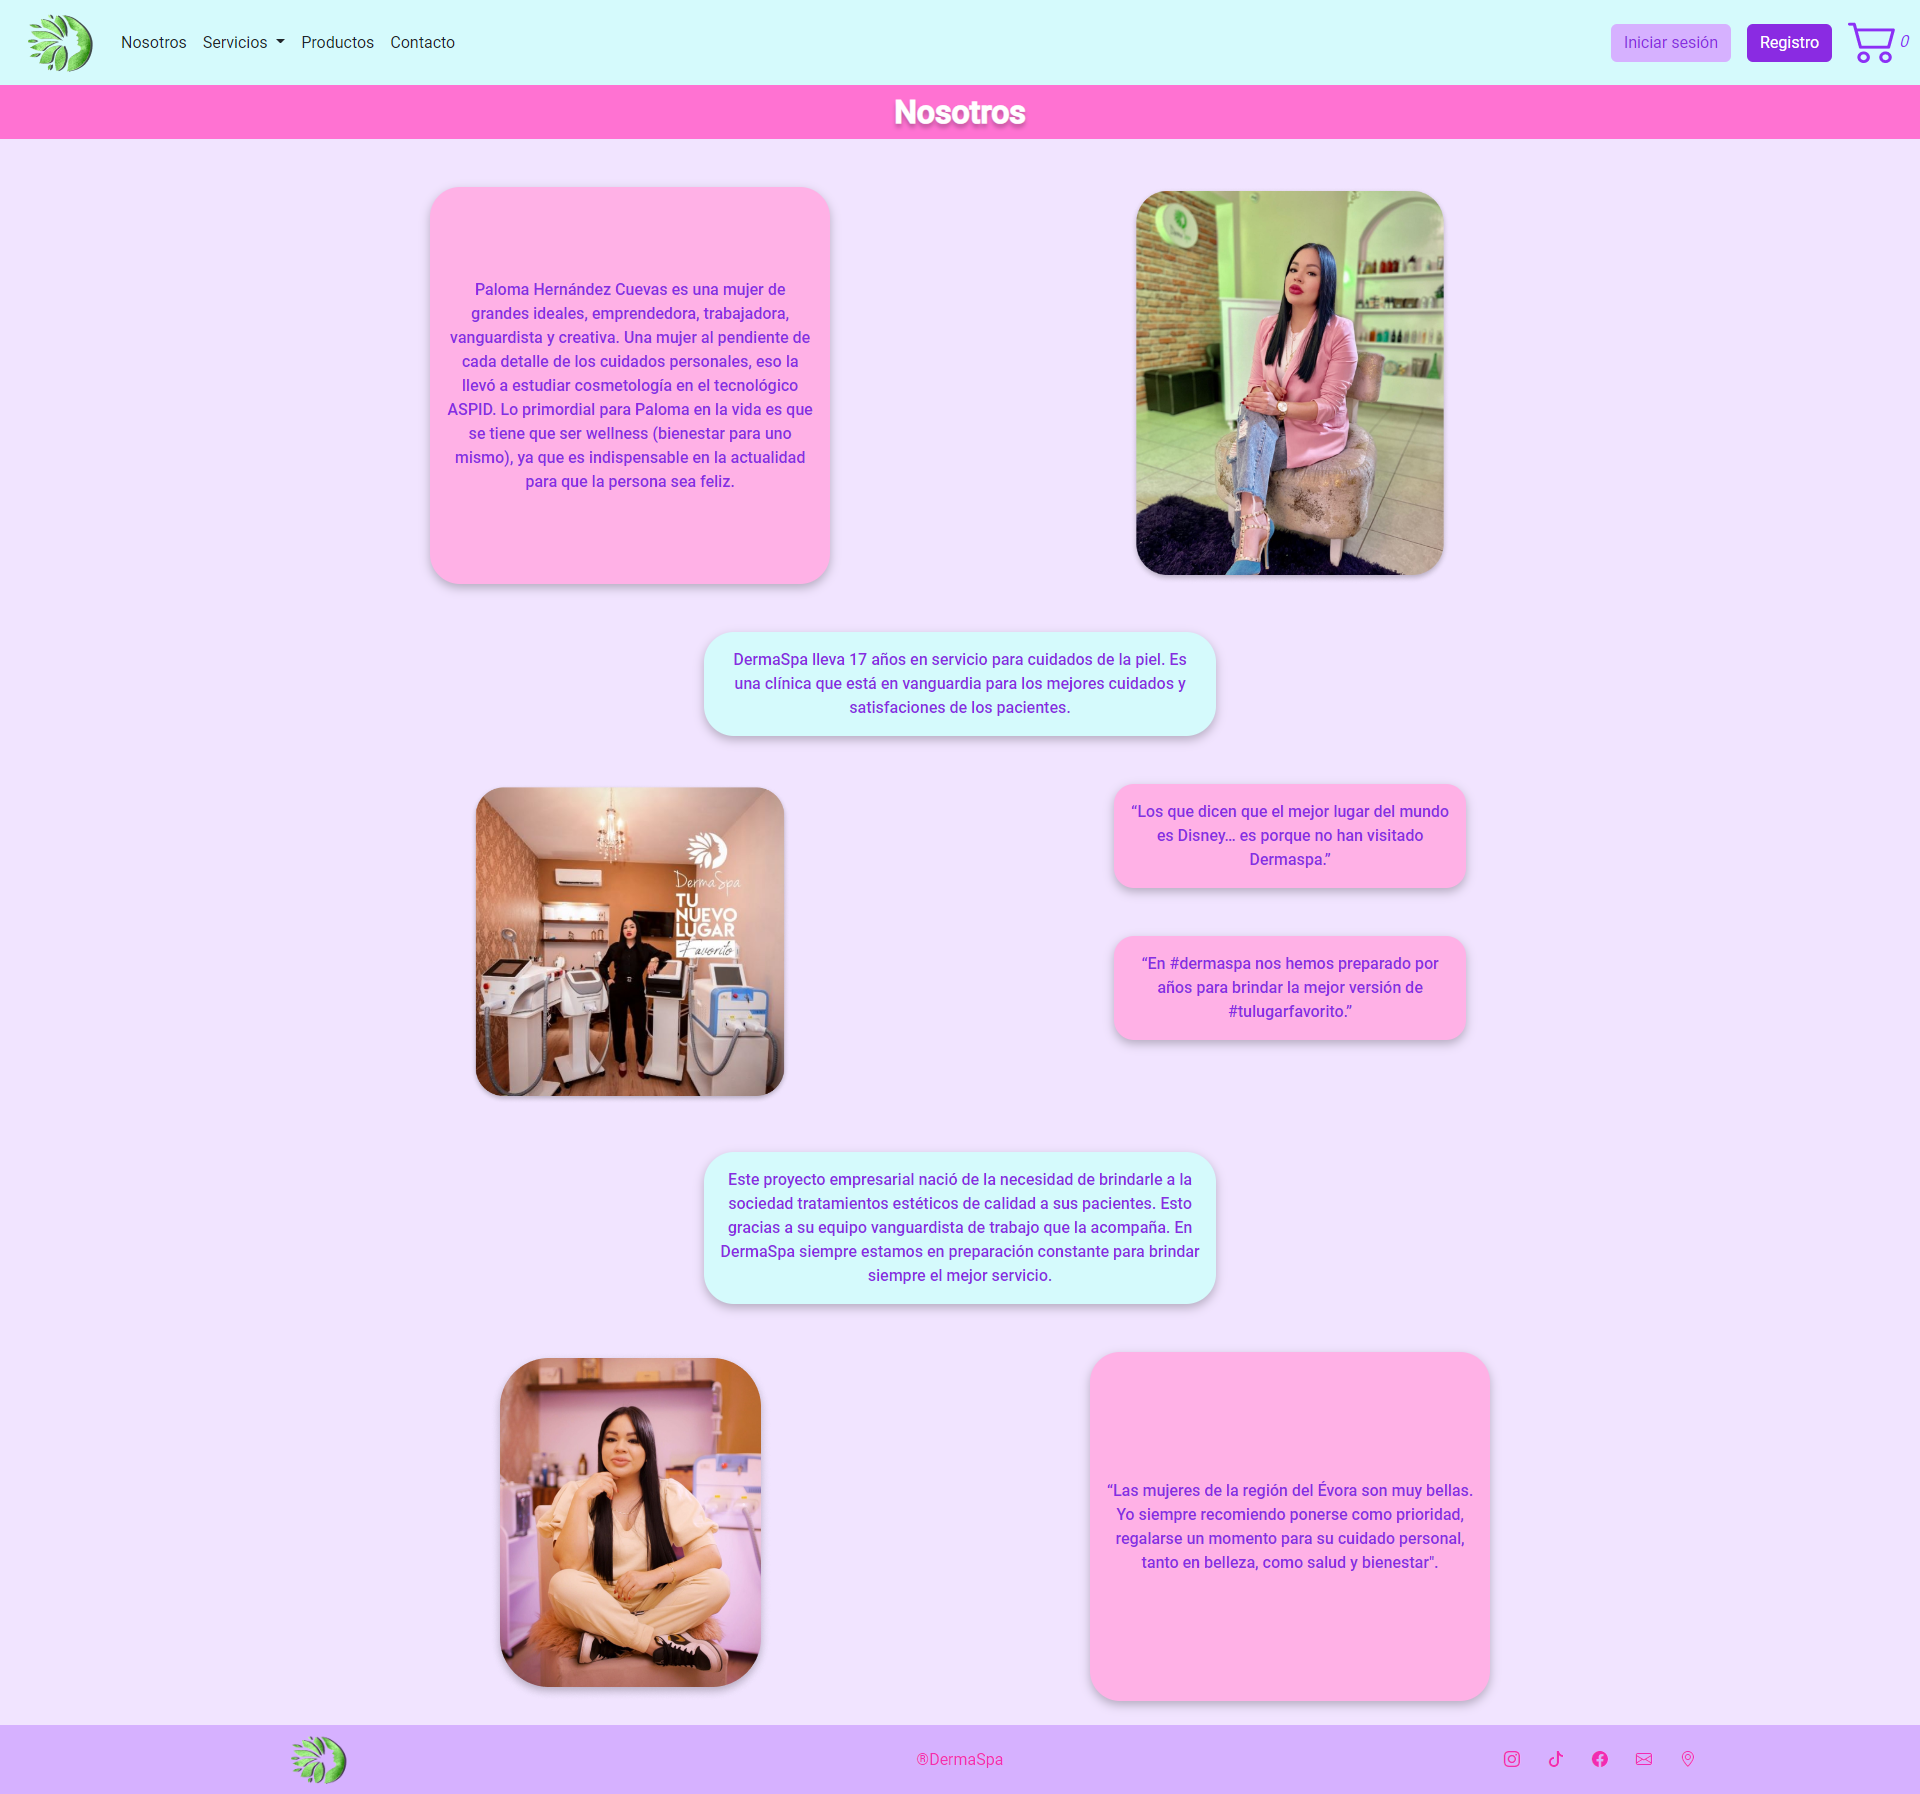 Nosotros
Servicios
Productos
Contacto
Iniciar sesión
Registro
0
Nosotros
Paloma Hernández Cuevas es una mujer de
grandes ideales, emprendedora, trabajadora,
vanguardista y creativa. Una mujer al pendiente de
cada detalle de los cuidados personales, eso la
llevó a estudiar cosmetología en el tecnológico
ASPID. Lo primordial para Paloma en la vida es que
se tiene que ser wellness (bienestar para uno
mismo), ya que es indispensable en la actualidad
para que la persona sea feliz.
DermaSpa lleva 17 años en servicio para cuidados de la piel. Es
una clínica que está en vanguardia para los mejores cuidados y
satisfaciones de los pacientes.
DermaSpa
TU
NUEVO
LUGAR
Favorito
“Los que dicen que el mejor lugar del mundo
es Disney... es porque no han visitado
Dermaspa.”
“En #dermaspa nos hemos preparado por
años para brindar la mejor versión de
#tulugarfavorito.”
Este proyecto empresarial nació de la necesidad de brindarle a la
sociedad tratamientos estéticos de calidad a sus pacientes. Esto
gracias a su equipo vanguardista de trabajo que la acompaña. En
DermaSpa siempre estamos en preparación constante para brindar
siempre el mejor servicio.
“Las mujeres de la región del Évora son muy bellas.
Yo siempre recomiendo ponerse como prioridad,
regalarse un momento para su cuidado personal,
tanto en belleza, como salud y bienestar".
®DermaSpa